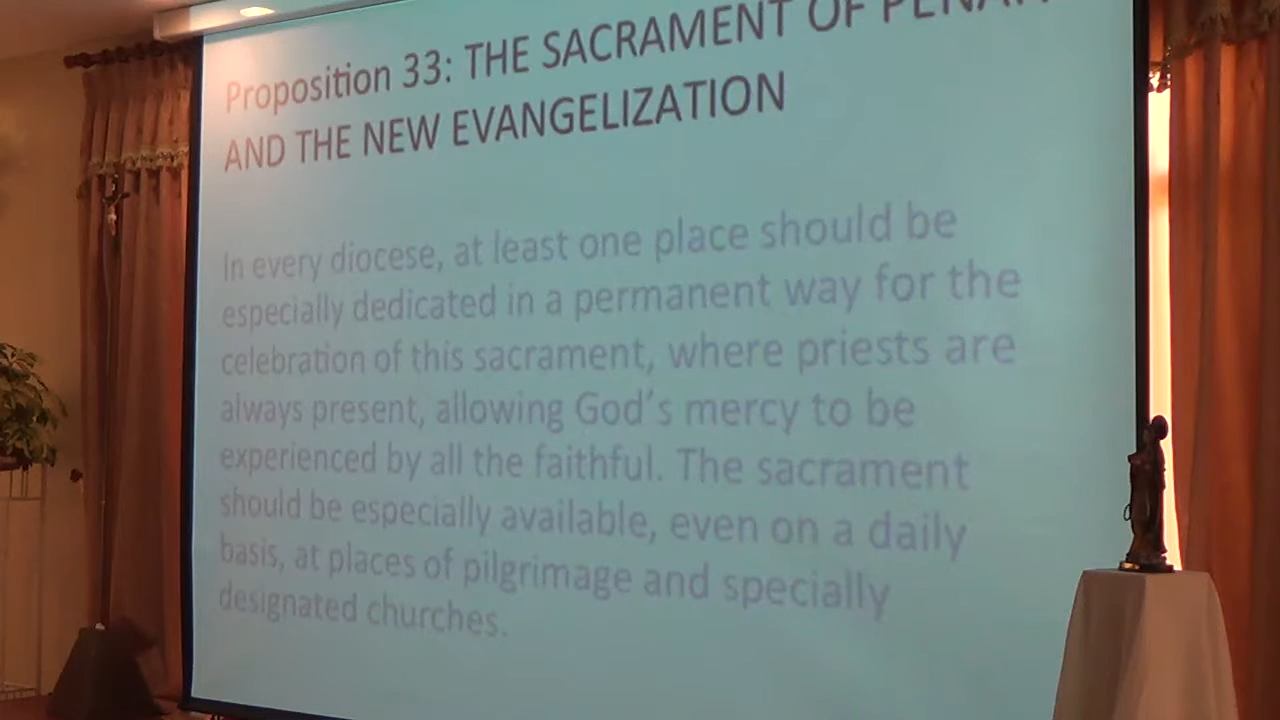 Proposition 33: THE SACRAMENT OF
AND THE NEW EVANGELIZATION
In every diocese, at least one place should be
especially dedicated in a permanent way for the
celebration of this sacrament, where priests are
always present, allowing God's mercy to be
experienced by all the faithful. The sacrament
should be especially available, even on a daily
basis, at places of pilgrimage and specially
designated churches.